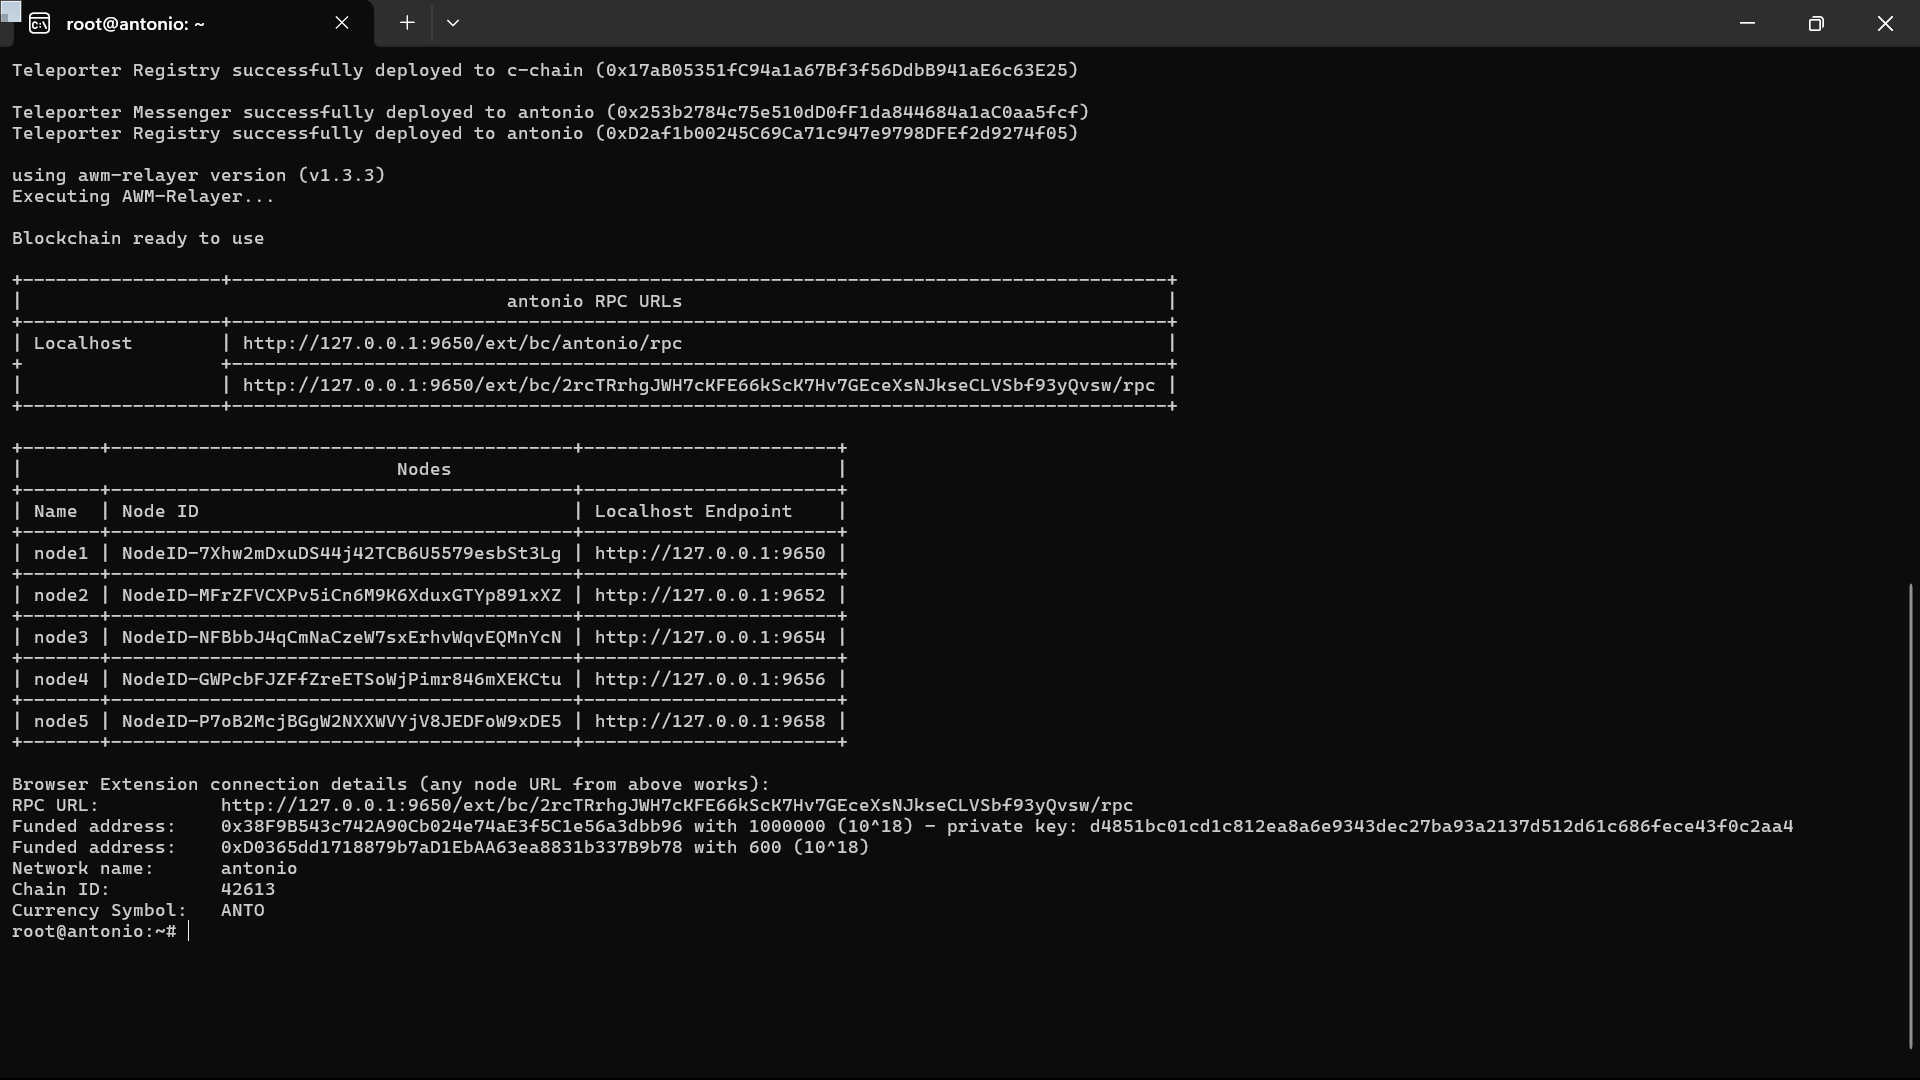 root@antonio: ~
Teleporter Registry successfully deployed to c-chain (0x17aB05351fC94a1a67Bf3f56DdbB941aE6c63E25)
Teleporter Messenger successfully deployed to antonio (0x253b2784c75e510dD0fF1da844684a1aC0aa5fcf)
Teleporter Registry successfully deployed to antonio (0xD2af1b00245C69Ca71c947e9798DFEf2d9274f05)
using awm-relayer version (v1.3.3)
Executing AWM-Relayer...
Blockchain ready to use
antonio RPC URLs
Localhost | http://127.0.0.1:9650/ext/bc/antonio/rpc
http://127.0.0.1:9650/ext/bc/2rcTRrhgJWH7cKFE66kScK7Hv7GEceXsNJkseCLVSbf93yQvsw/rpc
Nodes
Name | Node ID | Localhost Endpoint
node1 | NodeID-7Xhw2mDxuDS44j42TCB6U5579esbSt3Lg | http://127.0.0.1:9650
node2 | NodeID-MFrZFVCXPv5iCn6M9K6XduxGTYp891xXZ | http://127.0.0.1:9652
node3 | NodeID-NFBbbJ4qCmNaCzeW7sxErhvWqvEQMnYcN | http://127.0.0.1:9654
node4 | NodeID-GWPcbFJZFfZreETSoWjPimr846mXEKCtu | http://127.0.0.1:9656
node5 | NodeID-P7oB2McjBGgW2NXXWVYjV8JEDFoW9xDE5 | http://127.0.0.1:9658
Browser Extension connection details (any node URL from above works):
RPC URL: http://127.0.0.1:9650/ext/bc/2rcTRrhgJWH7cKFE66kScK7Hv7GEceXsNJkseCLVSbf93yQvsw/rpc
Funded address: 0x38F9B543c742A90Cb024e74aE3f5C1e56a3dbb96 with 1000000 (10^18) - private key: d4851bc01cd1c812ea8a6e9343dec27ba93a2137d512d61c686fece43f0c2aa4
Funded address: 0xD0365dd1718879b7aD1EbAA63ea8831b337B9b78 with 600 (10^18)
Network name: antonio
Chain ID: 42613
Currency Symbol: ANTO
root@antonio:~#